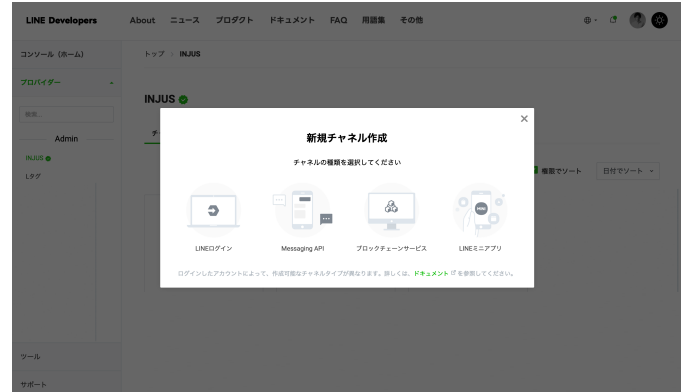 LINE Developers
About ニュース プロダクト ドキュメント FAQ 用語集 その他
コンソール（ホーム）
トップ INJUS
プロバイダー
INJUS
検索...
Admin
チ
新規チャネル作成
チャネルの種類を選択してください
INJUS
Lタグ
権限でソート 日付でソート
LINEログイン Messaging API ブロックチェーンサービス LINEミニアプリ
ログインしたアカウントによって、作成可能なチャネルタイプが異なります。詳しくは、ドキュメントを参照してください。
ツール
サポート